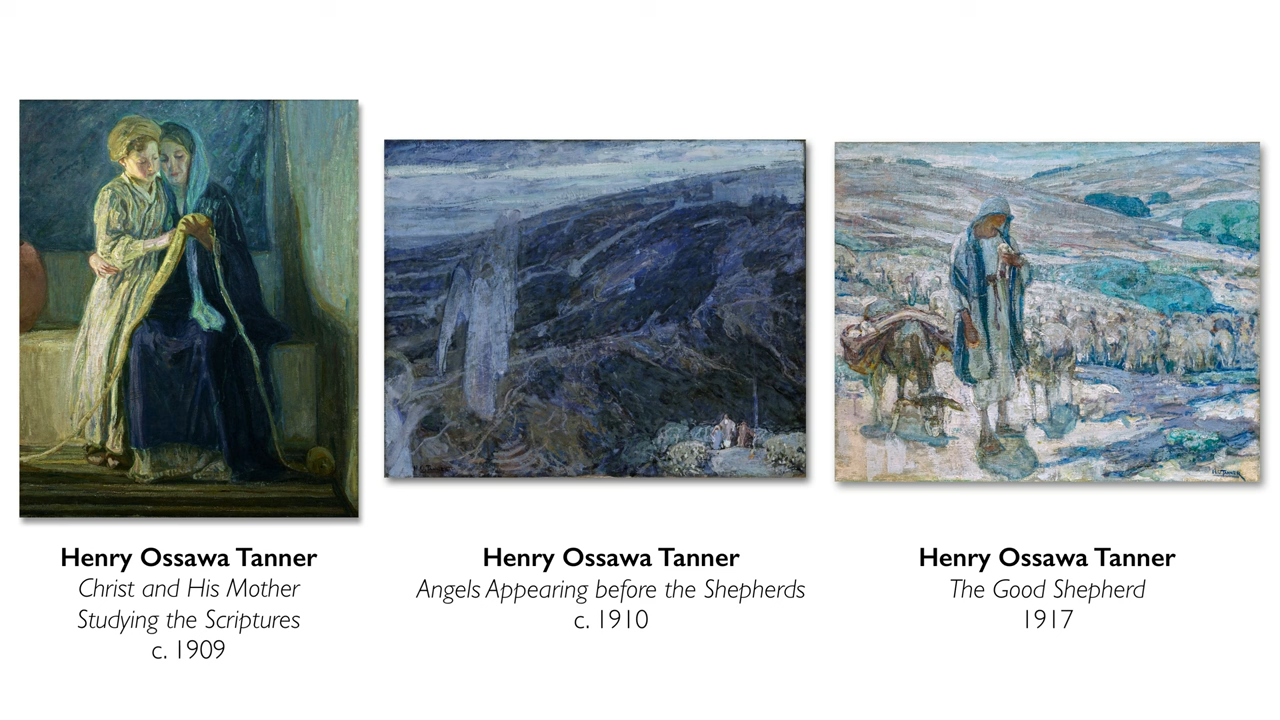 Henry Ossawa Tanner
Christ and His Mother
Studying the Scriptures
c. 1909
Henry Ossawa Tanner
Angels Appearing before the Shepherds
c. 1910
Henry Ossawa Tanner
The Good Shepherd
1917